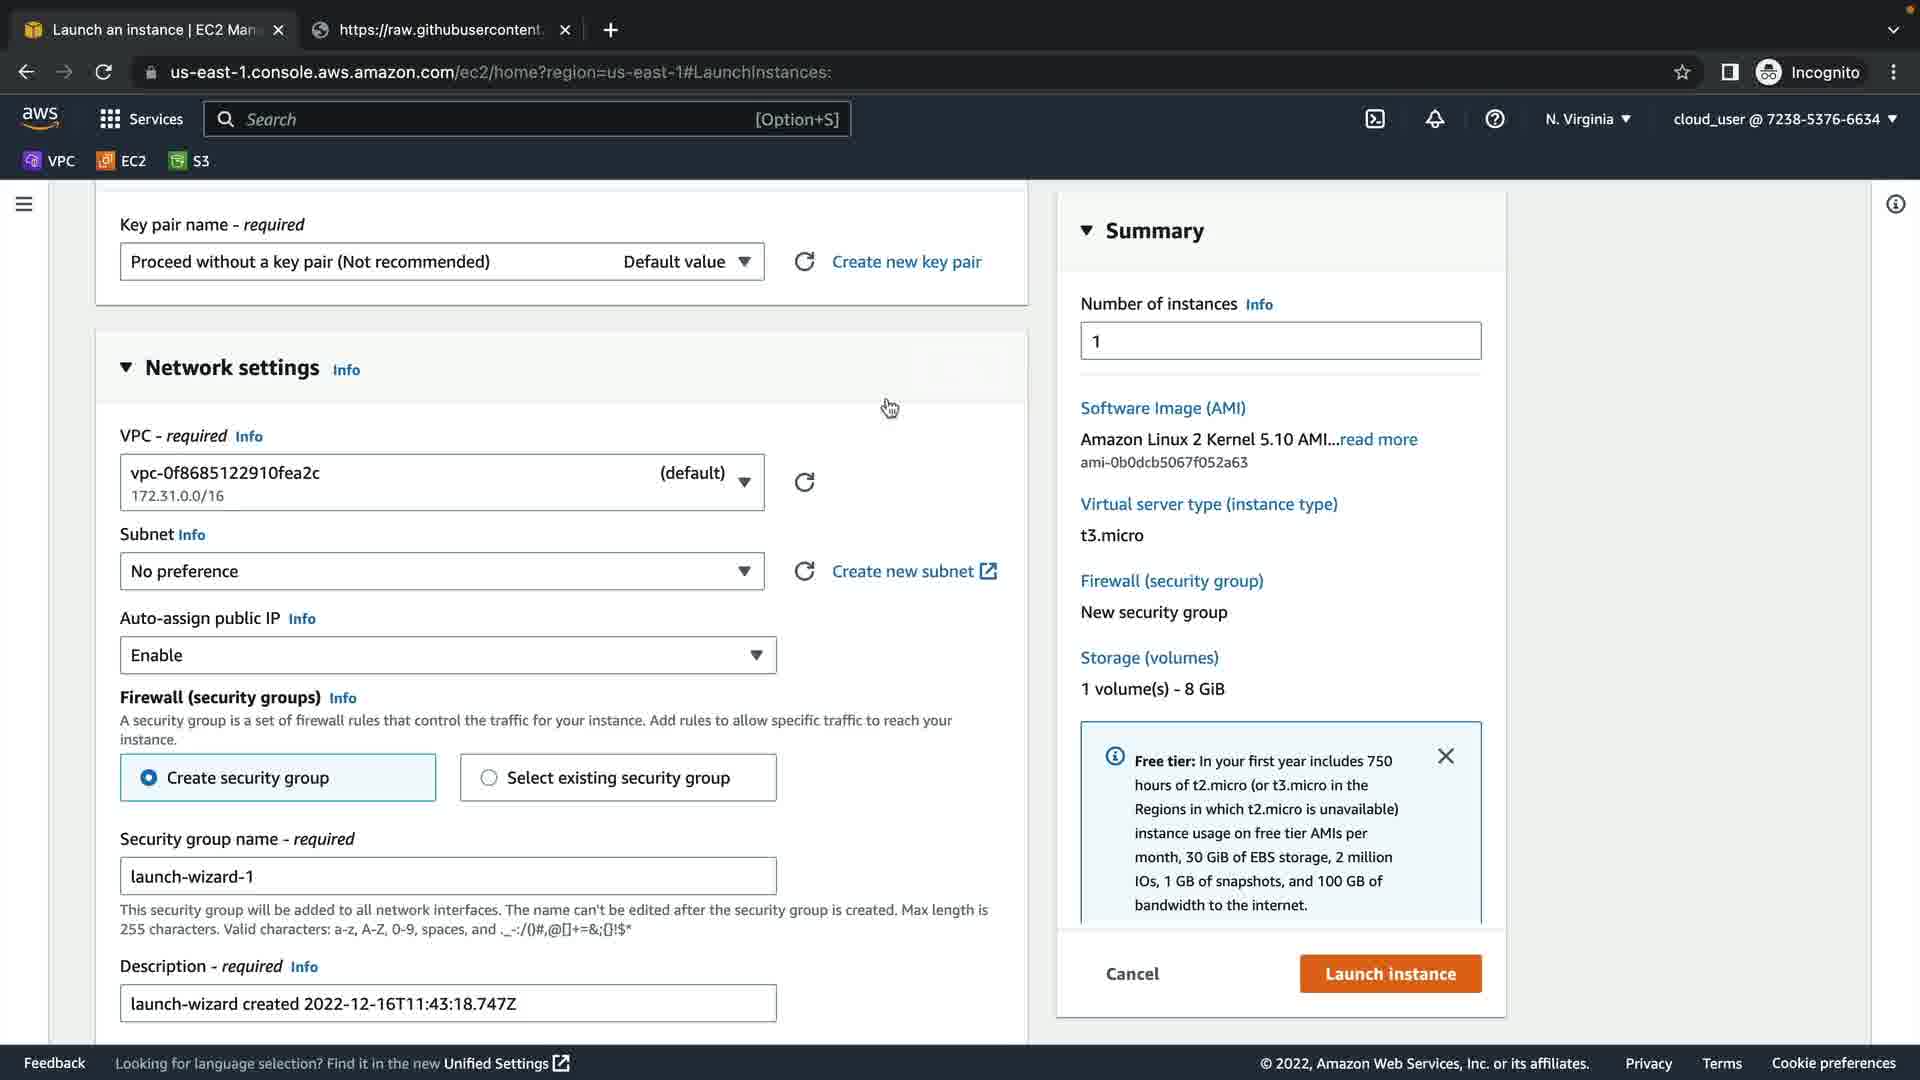 Launch an instance | EC2 Man
https://raw.githubusercontent.
us-east-1.console.aws.amazon.com/ec2/home?region=us-east-1#LaunchInstances:
Incognito
aws
Services
Search
[Option+S]
N. Virginia
cloud_user @ 7238-5376-6634
VPC
EC2
S3
Key pair name - required
Proceed without a key pair (Not recommended)
Default value
Create new key pair
Network settings Info
VPC - required Info
vpc-0f8685122910fea2c
(default)
172.31.0.0/16
Subnet Info
No preference
Create new subnet
Auto-assign public IP Info
Enable
Firewall (security groups) Info
A security group is a set of firewall rules that control the traffic for your instance. Add rules to allow specific traffic to reach your
instance.
Create security group
Select existing security group
Security group name - required
launch-wizard-1
This security group will be added to all network interfaces. The name can't be edited after the security group is created. Max length is
255 characters. Valid characters: a-z, A-Z, 0-9, spaces, and ._-:/()#,@[]+=&;{}!$*
Description - required Info
launch-wizard created 2022-12-16T11:43:18.747Z
Summary
Number of instances Info
1
Software Image (AMI)
Amazon Linux 2 Kernel 5.10 AMI...read more
ami-0b0dcb5067f052a63
Virtual server type (instance type)
t3.micro
Firewall (security group)
New security group
Storage (volumes)
1 volume(s) - 8 GiB
Free tier: In your first year includes 750
hours of t2.micro (or t3.micro in the
Regions in which t2.micro is unavailable)
instance usage on free tier AMIs per
month, 30 GiB of EBS storage, 2 million
IOs, 1 GB of snapshots, and 100 GB of
bandwidth to the internet.
Cancel
Launch instance
Feedback
Looking for language selection? Find it in the new Unified Settings
© 2022, Amazon Web Services, Inc. or its affiliates.
Privacy
Terms
Cookie preferences